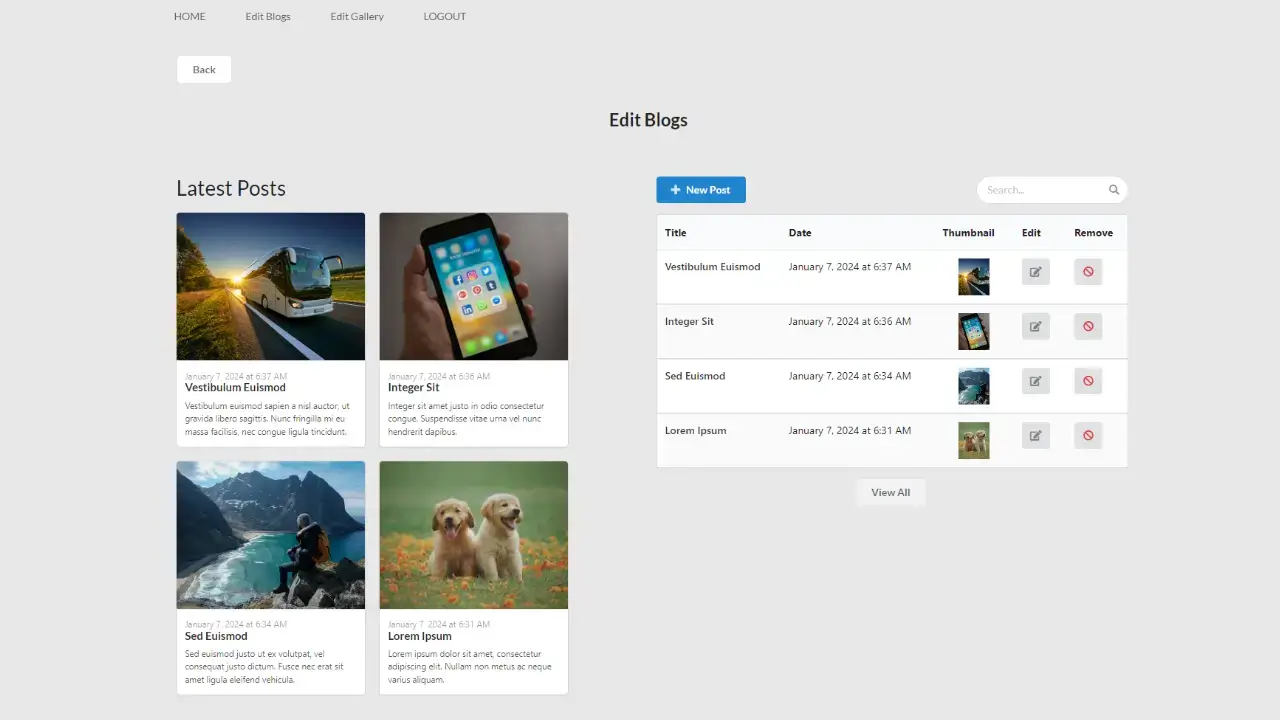 HOME Edit Blogs Edit Gallery LOGOUT
Back
Edit Blogs
Latest Posts
January 7, 2024 at 6:37 AM
Vestibulum Euismod
Vestibulum euismod sapien a nisl auctor, ut
gravida libero sagittis. Nunc fringilla mi eu
massa facilisis, nec congue ligula tincidunt.
January 7, 2024 at 6:36 AM
Integer Sit
Integer sit amet justo in odio consectetur
congue. Suspendisse vitae urna vel nunc
hendrerit dapibus.
January 7, 2024 at 6:34 AM
Sed Euismod
Sed euismod justo ut ex volutpat, vel
consequat justo dictum. Fusce nec erat sit
amet ligula eleifend vehicula.
January 7, 2024 at 6:31 AM
Lorem Ipsum
Lorem ipsum dolor sit amet, consectetur
adipiscing elit. Nullam non metus ac neque
varius aliquam.
New Post
Search...
Title Date Thumbnail Edit Remove
Vestibulum Euismod January 7, 2024 at 6:37 AM
Integer Sit January 7, 2024 at 6:36 AM
Sed Euismod January 7, 2024 at 6:34 AM
Lorem Ipsum January 7, 2024 at 6:31 AM
View All